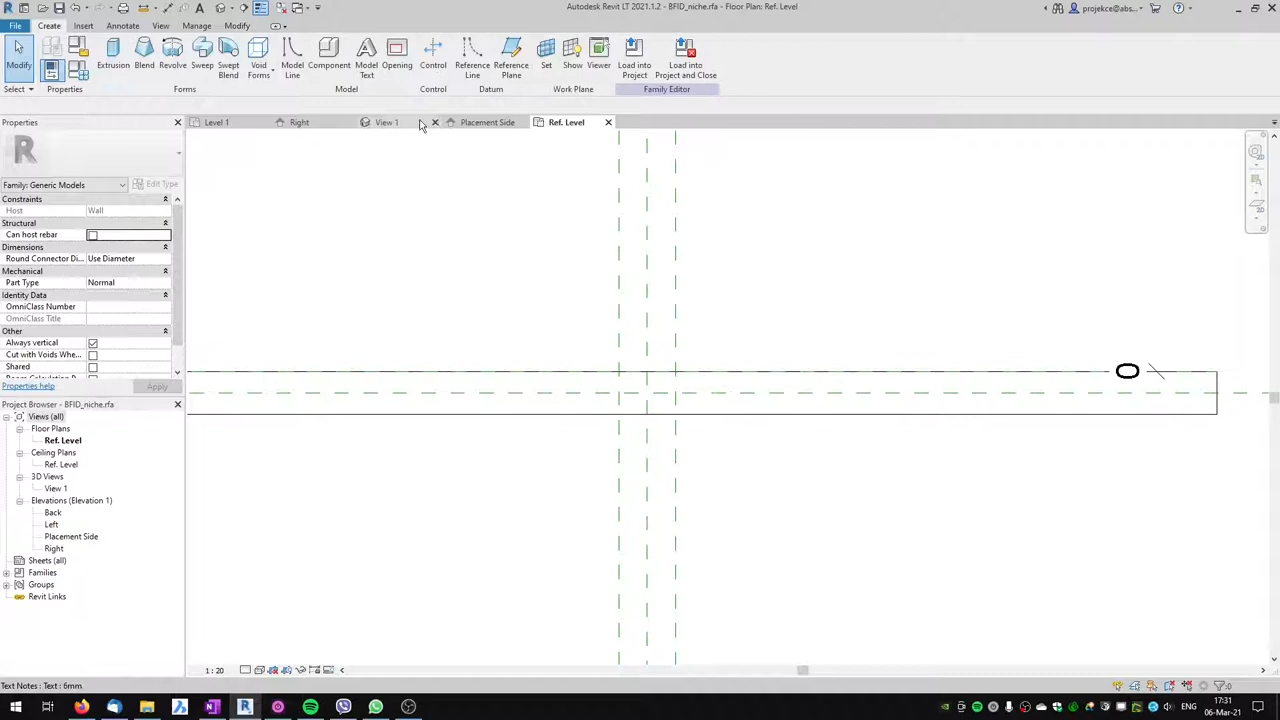 Autodesk Revit LT 2021.1.2 - BFID_niche.rfa - Floor Plan: Ref. Level
projekce@abs...
File
Create
Insert
Annotate
View
Manage
Add-Ins
Modify
Modify
Extrusion
Blend
Revolve
Sweep
Swept Blend
Void Forms
Model Line
Component
Model Text
Opening
Control
Reference Line
Reference Plane
Set
Show
Viewer
Load into Project
Load into Project and Close
Select
Properties
Forms
Model
Control
Datum
Work Plane
Family Editor
Properties
Level 1
Right
View 1
Placement Side
Ref. Level
Family: Generic Models
Edit Type
Constraints
Host Wall
Structural
Can host rebar
Dimensions
Round Connector Di... Use Diameter
Mechanical
Part Type Normal
Identity Data
OmniClass Number
OmniClass Title
Other
Always vertical
Cut with Voids Whe...
Shared
Properties help
Apply
Project Browser - BFID_niche.rfa
Views (all)
Floor Plans
Ref. Level
Ceiling Plans
Ref. Level
3D Views
View 1
Elevations (Elevation 1)
Back
Left
Placement Side
Right
Sheets (all)
Families
Groups
Revit Links
1 : 20
Text Notes : Text : 6mm
:0
ENG
17:31
06-Mar-21